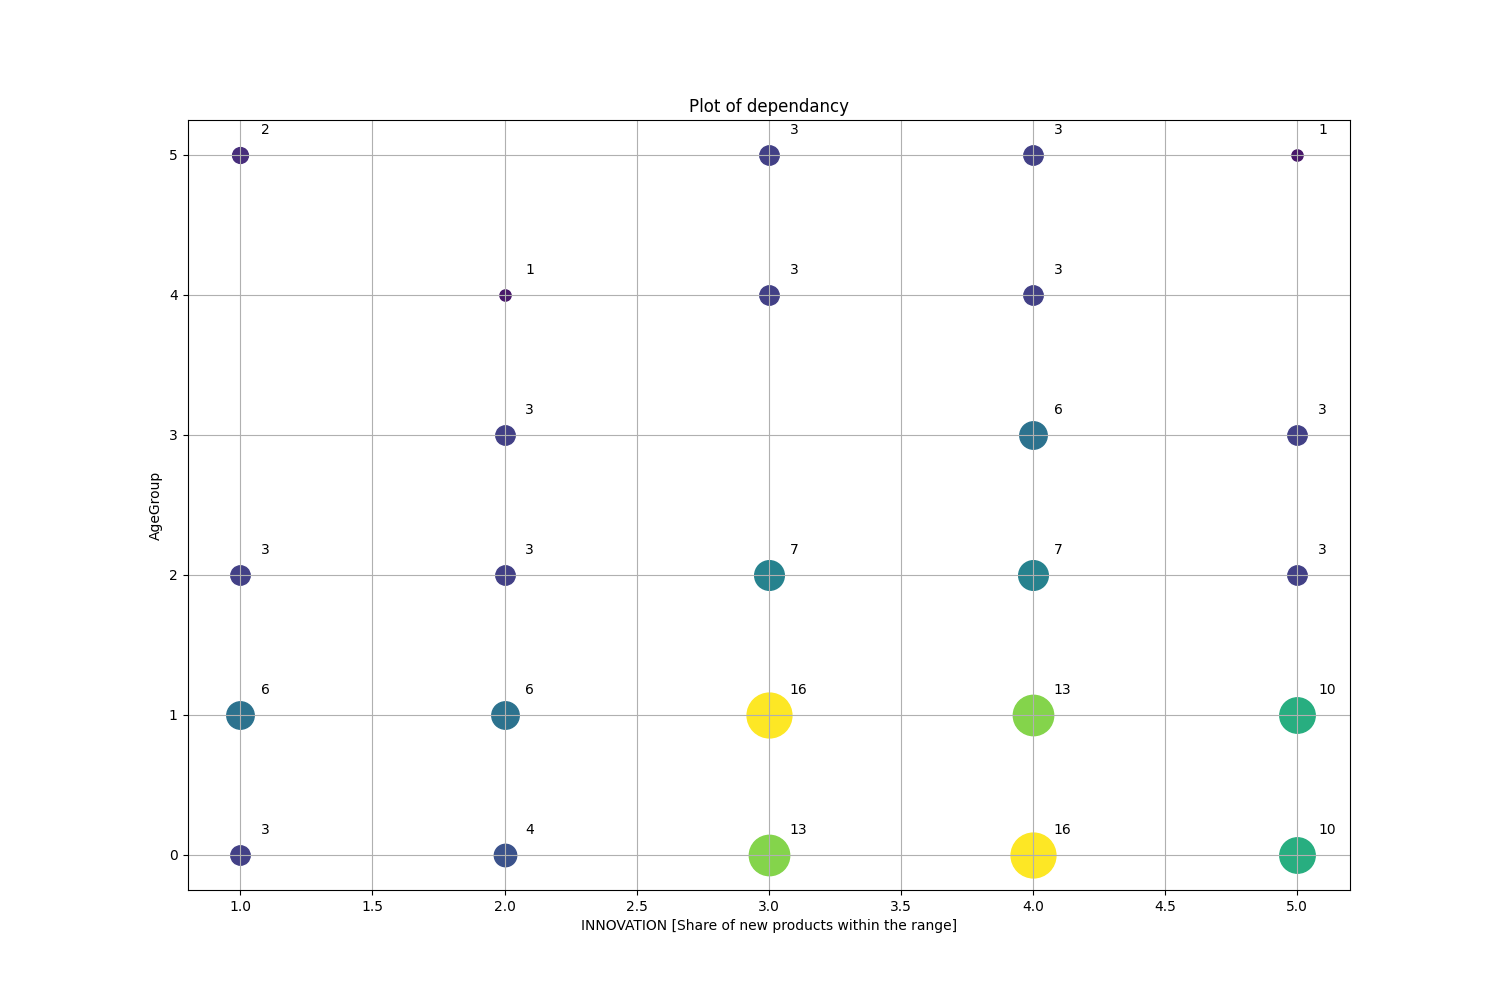 Plot of dependancy
2 3 3 1
5
1 3 3
4
3 6 3
3
AgeGroup
3 3 7 7 3
2
6 6 16 13 10
1
3 4 13 16 10
0
1.0 1.5 2.0 2.5 3.0 3.5 4.0 4.5 5.0
INNOVATION [Share of new products within the range]